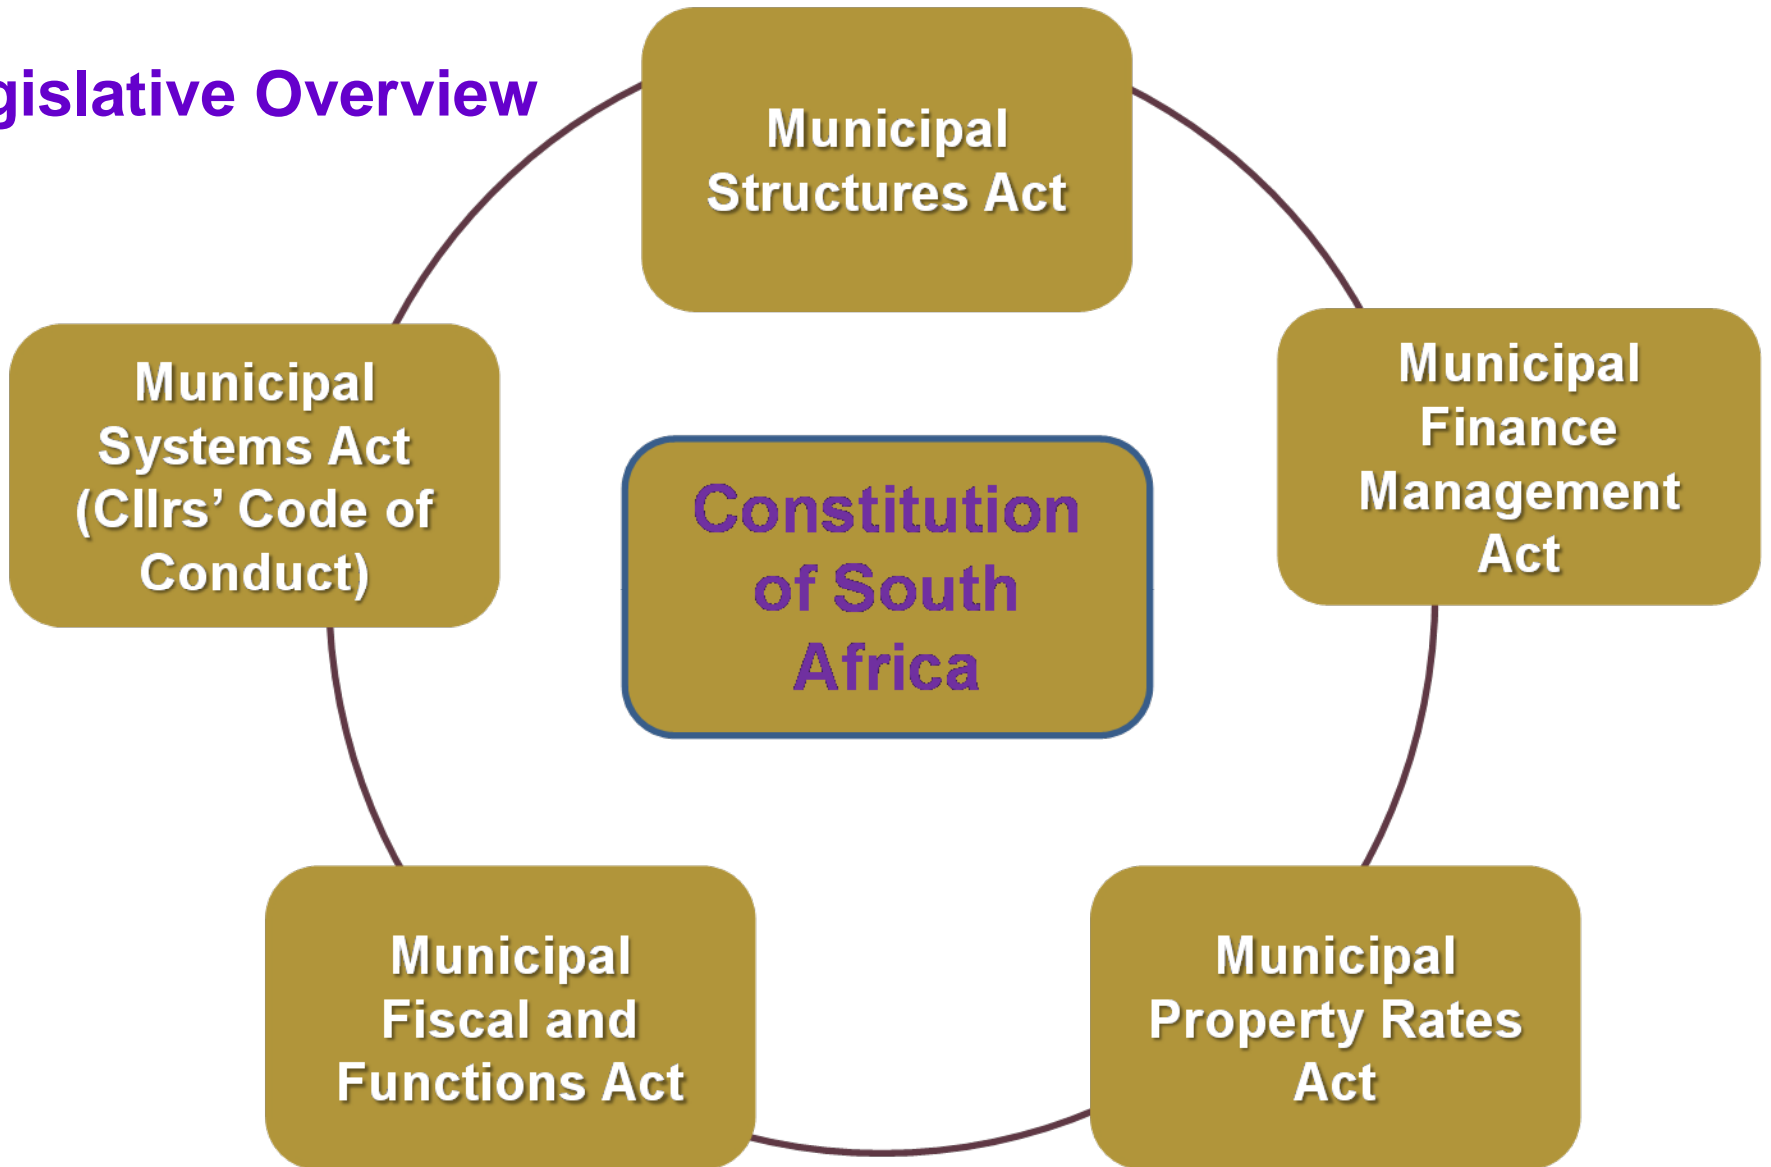 gislative Overview
Municipal
Structures Act
Municipal
Finance
Management
Act
Municipal
Property Rates
Act
Municipal
Fiscal and
Functions Act
Municipal
Systems Act
(Cllrs’ Code of
Conduct)
Constitution
of South
Africa